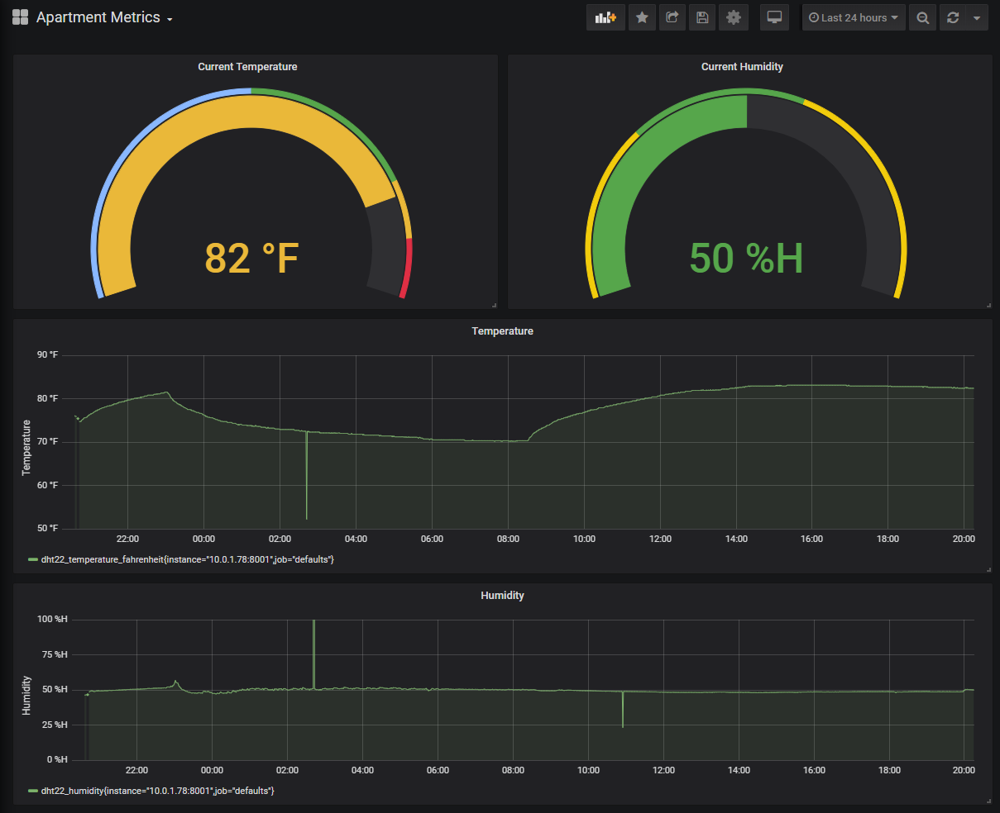 Apartment Metrics
Last 24 hours
Current Temperature
82 °F
Current Humidity
50 %H
Temperature
Temperature
90 °F
80 °F
70 °F
60 °F
50 °F
22:00 00:00 02:00 04:00 06:00 08:00 10:00 12:00 14:00 16:00 18:00 20:00
dht22_temperature_fahrenheit{instance="10.0.1.78:8001",job="defaults"}
Humidity
Humidity
100 %H
75 %H
50 %H
25 %H
0 %H
22:00 00:00 02:00 04:00 06:00 08:00 10:00 12:00 14:00 16:00 18:00 20:00
dht22_humidity{instance="10.0.1.78:8001",job="defaults"}